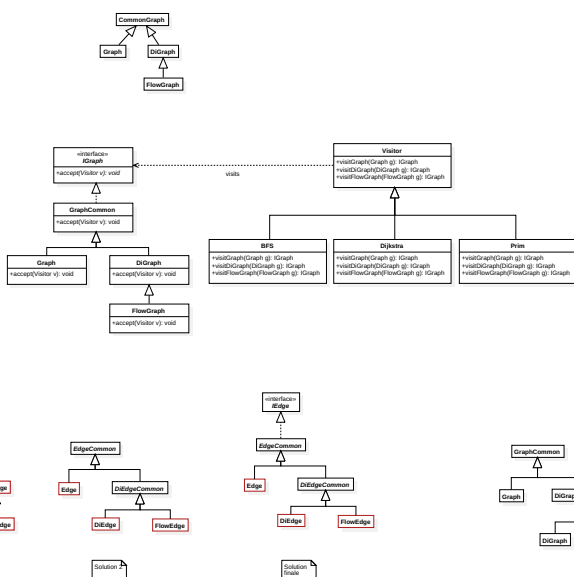 CommonGraph
Graph
DiGraph
FlowGraph
«interface»
IGraph
+accept(Visitor v): void
visits
Visitor
+visitGraph(Graph g): IGraph
+visitDiGraph(DiGraph g): IGraph
+visitFlowGraph(FlowGraph g): IGraph
GraphCommon
+accept(Visitor v): void
Graph
+accept(Visitor v): void
DiGraph
+accept(Visitor v): void
FlowGraph
+accept(Visitor v): void
BFS
+visitGraph(Graph g): IGraph
+visitDiGraph(DiGraph g): IGraph
+visitFlowGraph(FlowGraph g): IGraph
Dijkstra
+visitGraph(Graph g): IGraph
+visitDiGraph(DiGraph g): IGraph
+visitFlowGraph(FlowGraph g): IGraph
Prim
+visitGraph(Graph g): IGraph
+visitDiGraph(DiGraph g): IGraph
+visitFlowGraph(FlowGraph g): IGraph
ge
dge
EdgeCommon
Edge
DiEdgeCommon
DiEdge
FlowEdge
Solution 2
«interface»
IEdge
EdgeCommon
Edge
DiEdgeCommon
DiEdge
FlowEdge
Solution
finale
GraphCommon
Graph
DiGrap
DiGraph